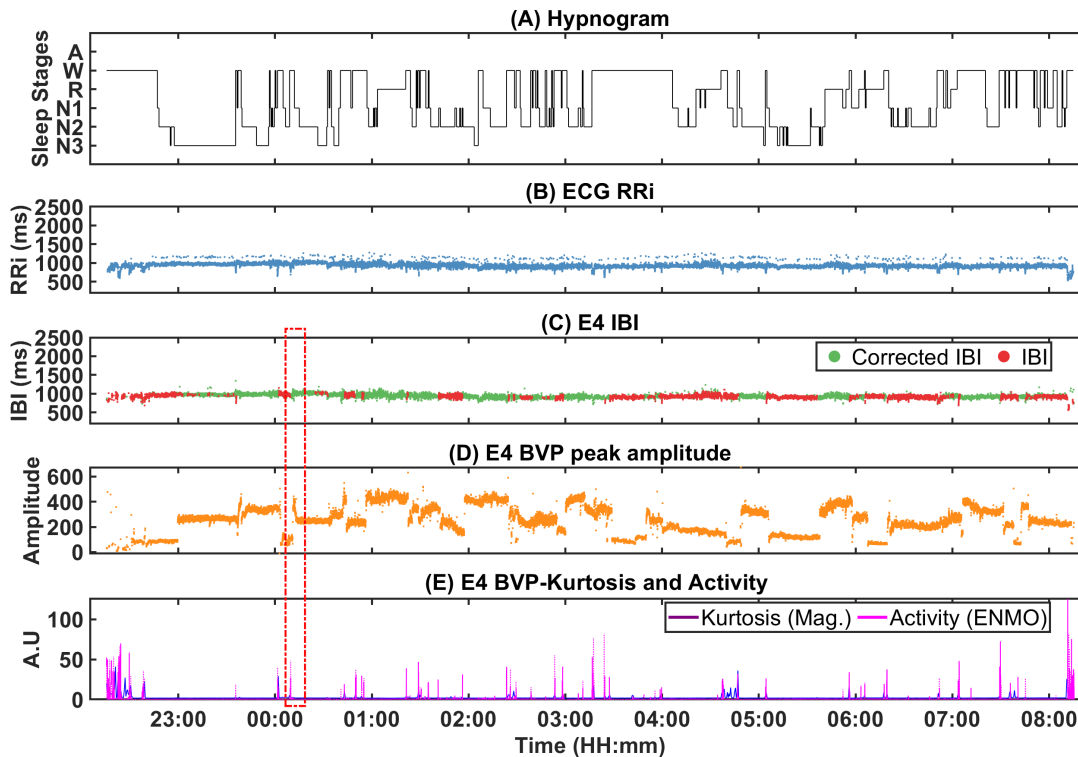 (A) Hypnogram
Sleep Stages
A
W
R
N1
N2
N3
(B) ECG RRi
RRi (ms)
2500
2000
1500
1000
500
(C) E4 IBI
IBI (ms)
2500
2000
1500
1000
500
Corrected IBI IBI
(D) E4 BVP peak amplitude
Amplitude
600
400
200
0
(E) E4 BVP-Kurtosis and Activity
A.U
100
50
0
Kurtosis (Mag.) Activity (ENMO)
23:00 00:00 01:00 02:00 03:00 04:00 05:00 06:00 07:00 08:00
Time (HH:mm)